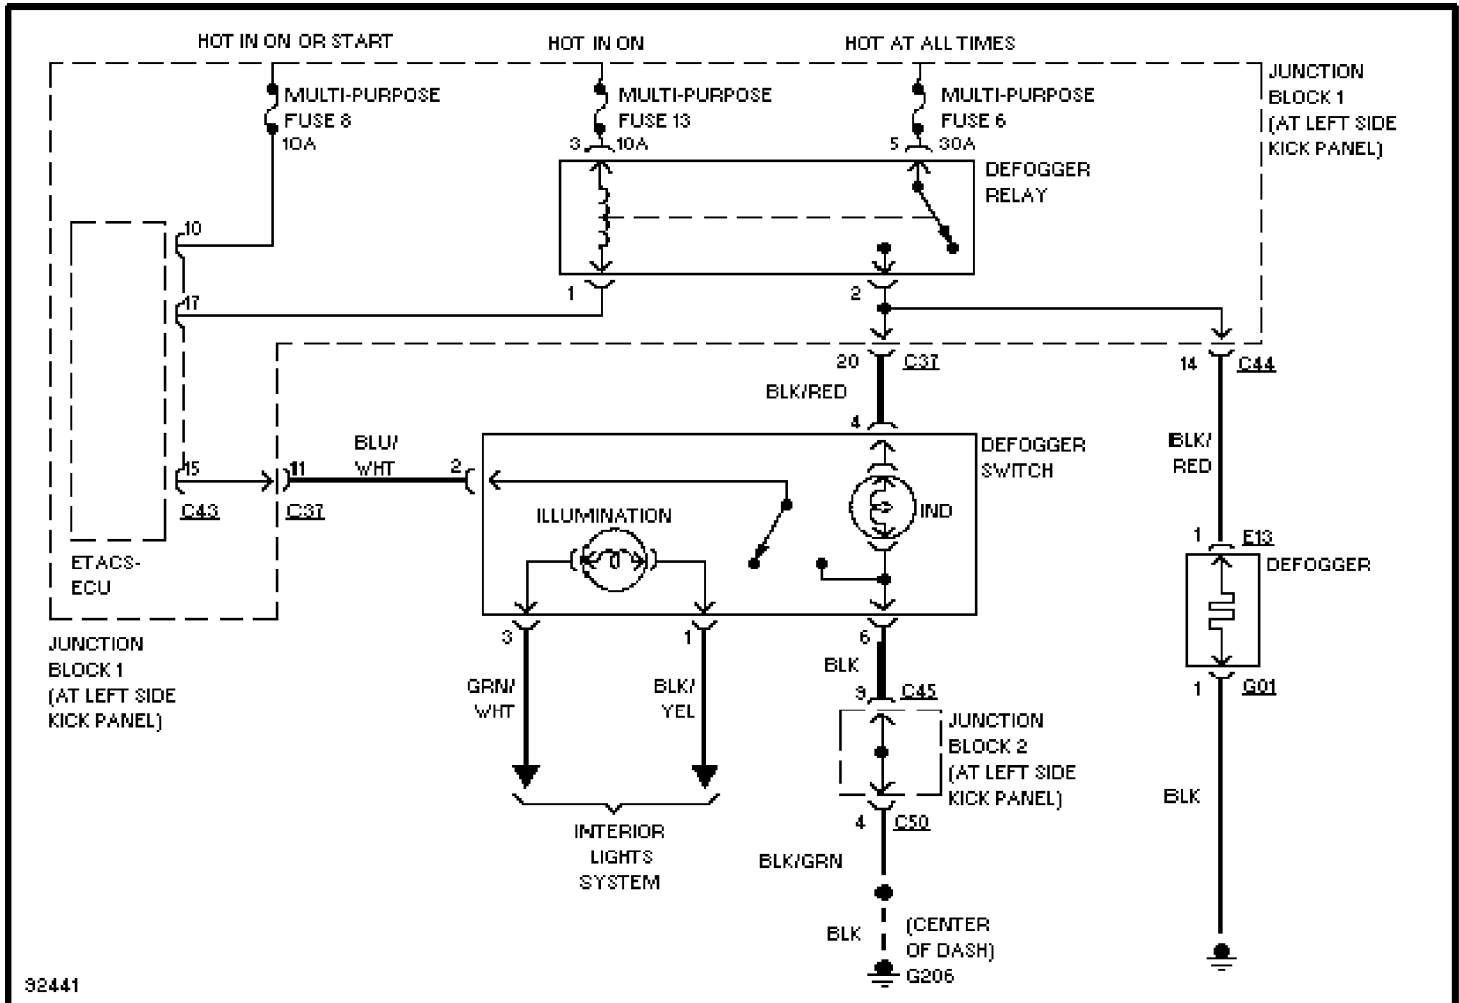 HOT IN ON OR START
HOT IN ON
HOT AT ALL TIMES
JUNCTION
BLOCK 1
(AT LEFT SIDE
KICK PANEL)
MULTI-PURPOSE
FUSE 8
10A
MULTI-PURPOSE
FUSE 13
3
10A
MULTI-PURPOSE
FUSE 6
5
30A
DEFOGGER
RELAY
10
17
1
2
20
C37
14
C44
BLK/RED
4
BLU/
WHT
2
DEFOGGER
SWITCH
BLK/
RED
15
11
C43
C37
ILLUMINATION
IND
1
E13
DEFOGGER
ETACS-
ECU
3
1
6
JUNCTION
BLOCK 1
(AT LEFT SIDE
KICK PANEL)
GRN/
WHT
BLK/
YEL
BLK
9
C45
1
G01
JUNCTION
BLOCK 2
(AT LEFT SIDE
KICK PANEL)
BLK
4
C50
INTERIOR
LIGHTS
SYSTEM
BLK/GRN
BLK
(CENTER
OF DASH)
G206
92441